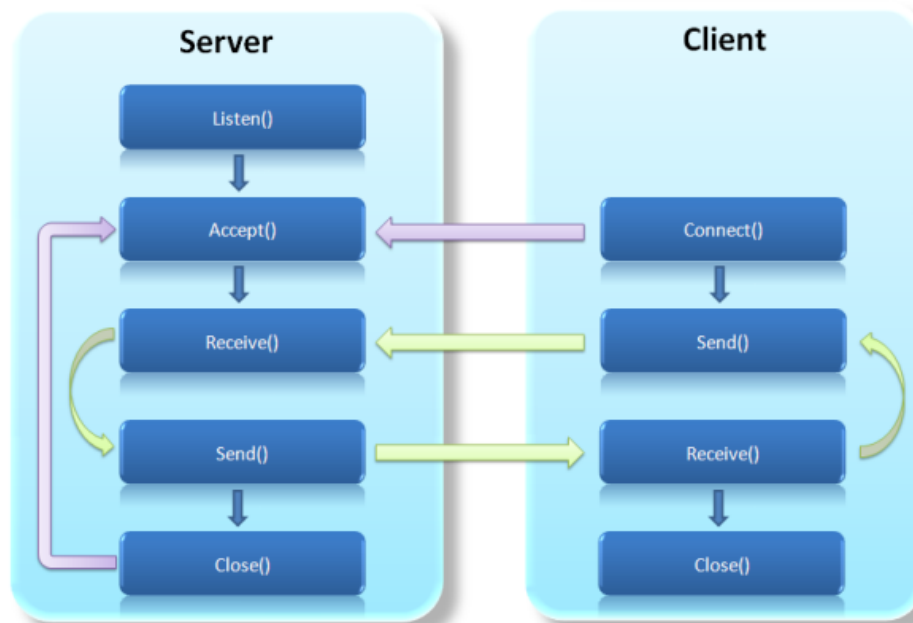 Server
Listen()
Accept()
Receive()
Send()
Close()
Client
Connect()
Send()
Receive()
Close()